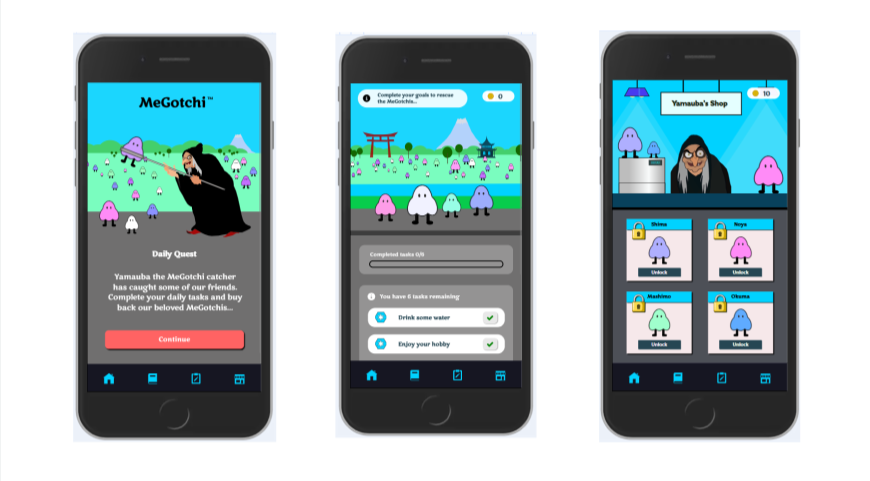 MeGotchi™
Daily Quest
Yamauba the MeGotchi catcher
has caught some of our friends.
Complete your daily tasks and buy
back our beloved MeGotchis...
Continue
Complete your goals to rescue
the MeGotchis...
0
Completed tasks 0/6
You have 6 tasks remaining
Drink some water
Enjoy your hobby
Yamauba's Shop
10
Shima
Noya
Unlock
Unlock
Mashimo
Okuma
Unlock
Unlock